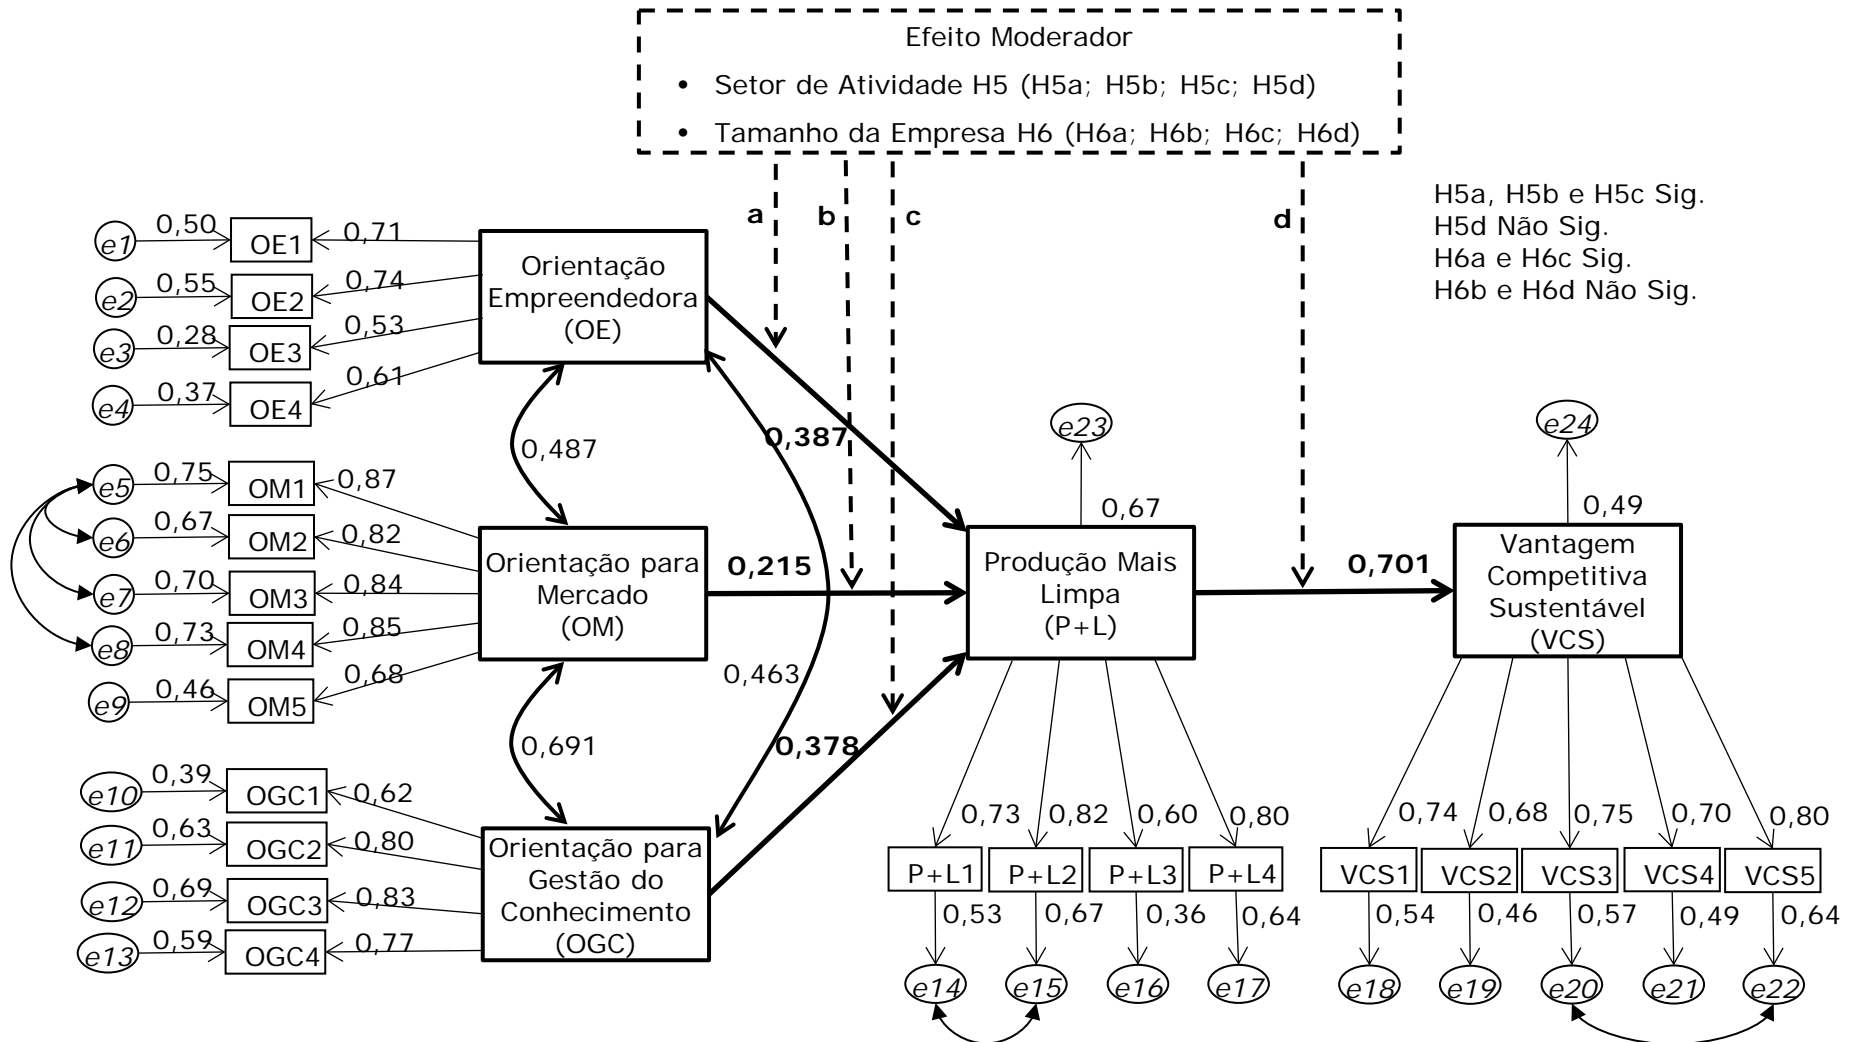 Efeito Moderador
• Setor de Atividade H5 (H5a; H5b; H5c; H5d)
• Tamanho da Empresa H6 (H6a; H6b; H6c; H6d)
a
b
c
d
H5a, H5b e H5c Sig.
H5d Não Sig.
H6a e H6c Sig.
H6b e H6d Não Sig.
e1 0,50 OE1 0,71
e2 0,55 OE2 0,74
e3 0,28 OE3 0,53
e4 0,37 OE4 0,61
Orientação
Empreendedora
(OE)
0,487
0,387
e5 0,75 OM1 0,87
e6 0,67 OM2 0,82
e7 0,70 OM3 0,84
e8 0,73 OM4 0,85
e9 0,46 OM5 0,68
Orientação para
Mercado
(OM)
0,215
0,463
0,691
0,378
e10 0,39 OGC1 0,62
e11 0,63 OGC2 0,80
e12 0,69 OGC3 0,83
e13 0,59 OGC4 0,77
Orientação para
Gestão do
Conhecimento
(OGC)
e23
0,67
Produção Mais
Limpa
(P+L)
0,701
e24
0,49
Vantagem
Competitiva
Sustentável
(VCS)
0,73 0,82 0,60 0,80
P+L1 P+L2 P+L3 P+L4
0,53 0,67 0,36 0,64
e14 e15 e16 e17
0,74 0,68 0,75 0,70 0,80
VCS1 VCS2 VCS3 VCS4 VCS5
0,54 0,46 0,57 0,49 0,64
e18 e19 e20 e21 e22